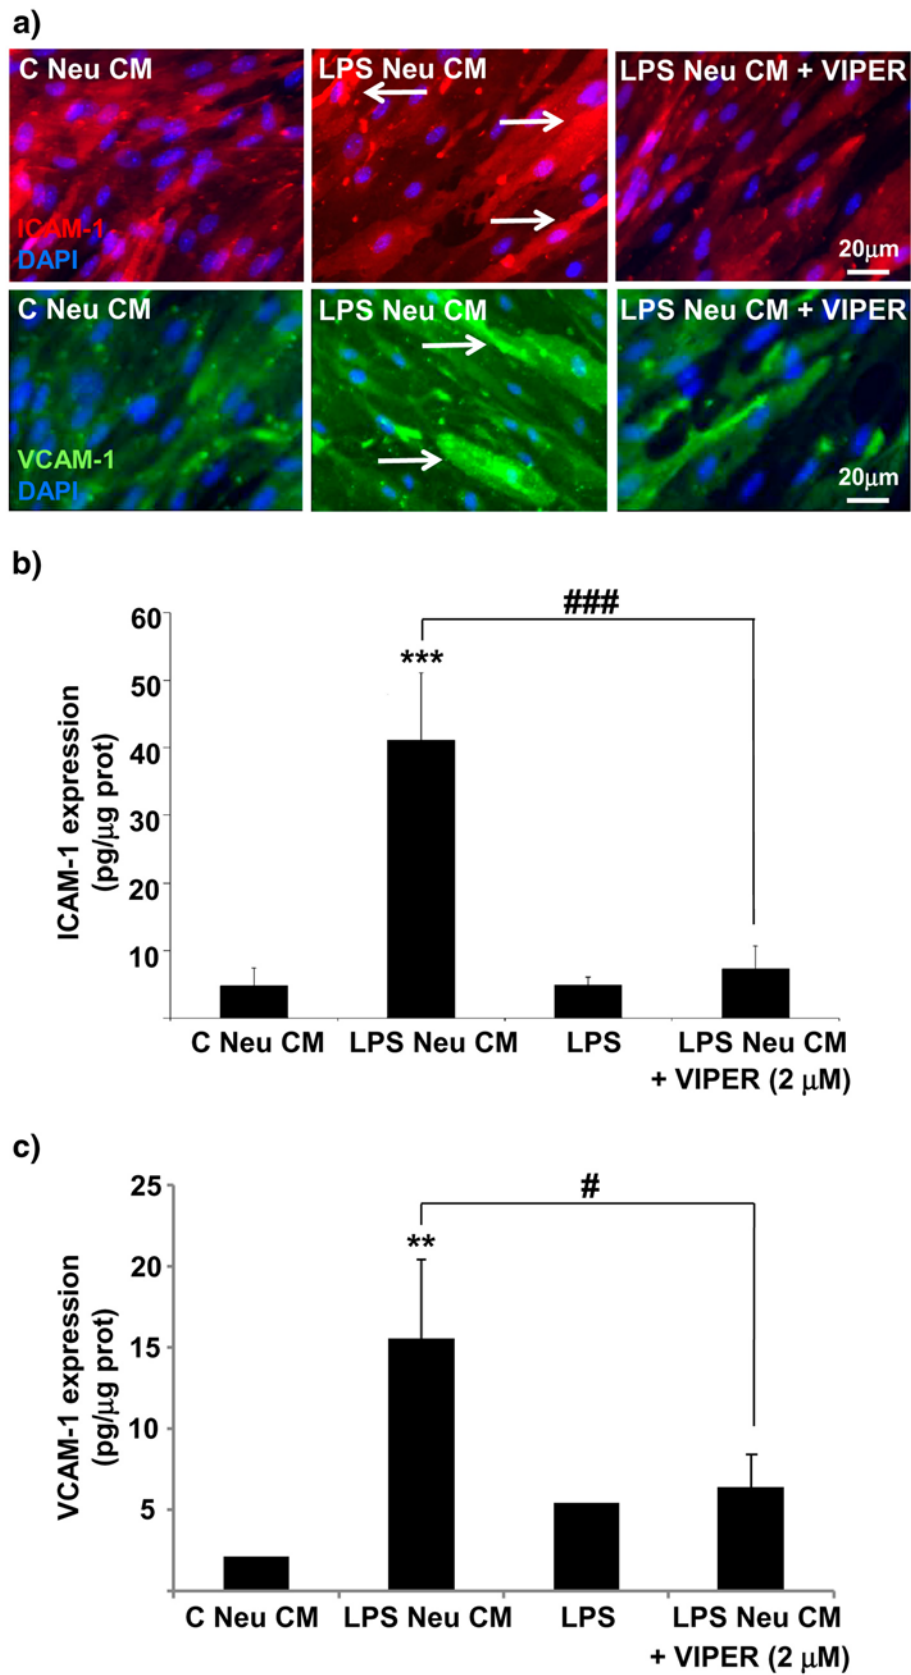 a)
C Neu CM
LPS Neu CM
LPS Neu CM + VIPER
ICAM-1
DAPI
20μm
C Neu CM
LPS Neu CM
LPS Neu CM + VIPER
VCAM-1
DAPI
20μm
b)
###
***
60
50
40
30
20
10
ICAM-1 expression
(pg/μg prot)
C Neu CM
LPS Neu CM
LPS
LPS Neu CM
+ VIPER (2 μM)
c)
#
**
25
20
15
10
5
VCAM-1 expression
(pg/μg prot)
C Neu CM
LPS Neu CM
LPS
LPS Neu CM
+ VIPER (2 μM)